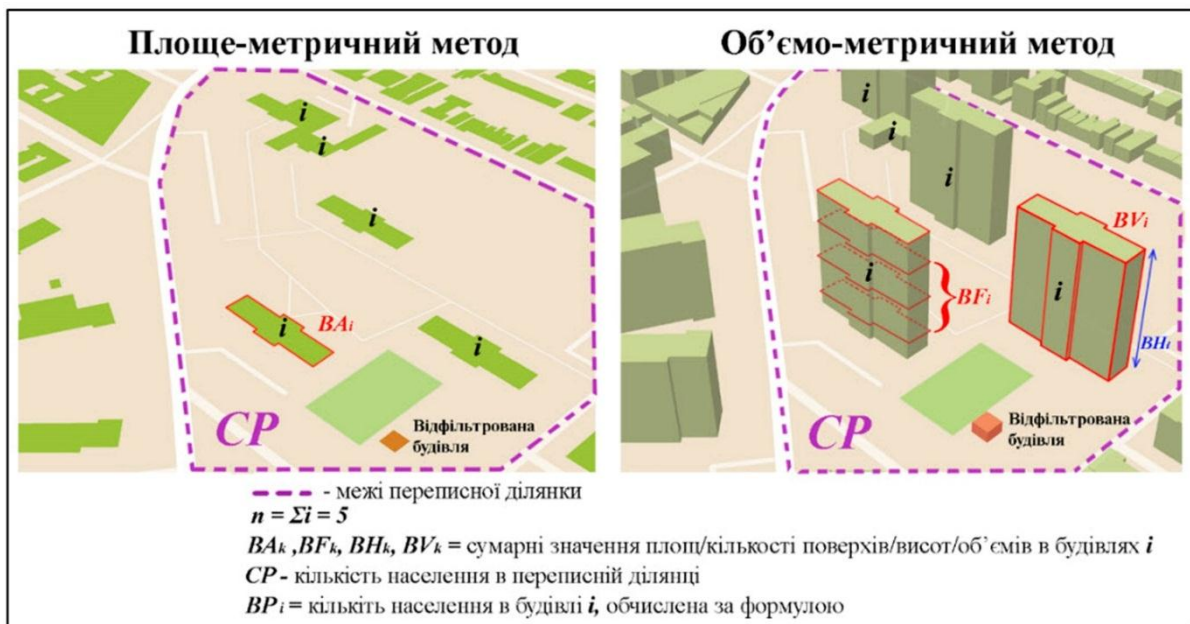 Площе-метричний метод
Об’ємо-метричний метод
i
i
i
i
BAi
i
CP
Відфільтрована
будівля
i
i
i
i
BFi
i
BVi
BHi
CP
Відфільтрована
будівля
- межі переписної ділянки
n = Σi = 5
BAk ,BFk, BHk, BVk = сумарні значення площ/кількості поверхів/висот/об’ємів в будівлях i
CP - кількість населення в переписній ділянці
BPi = кількіть населення в будівлі i, обчислена за формулою